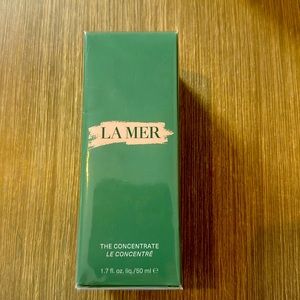 LA MER
THE CONCENTRATE
LE CONCENTRÉ
1.7 fl. oz. liq./50 ml ℮